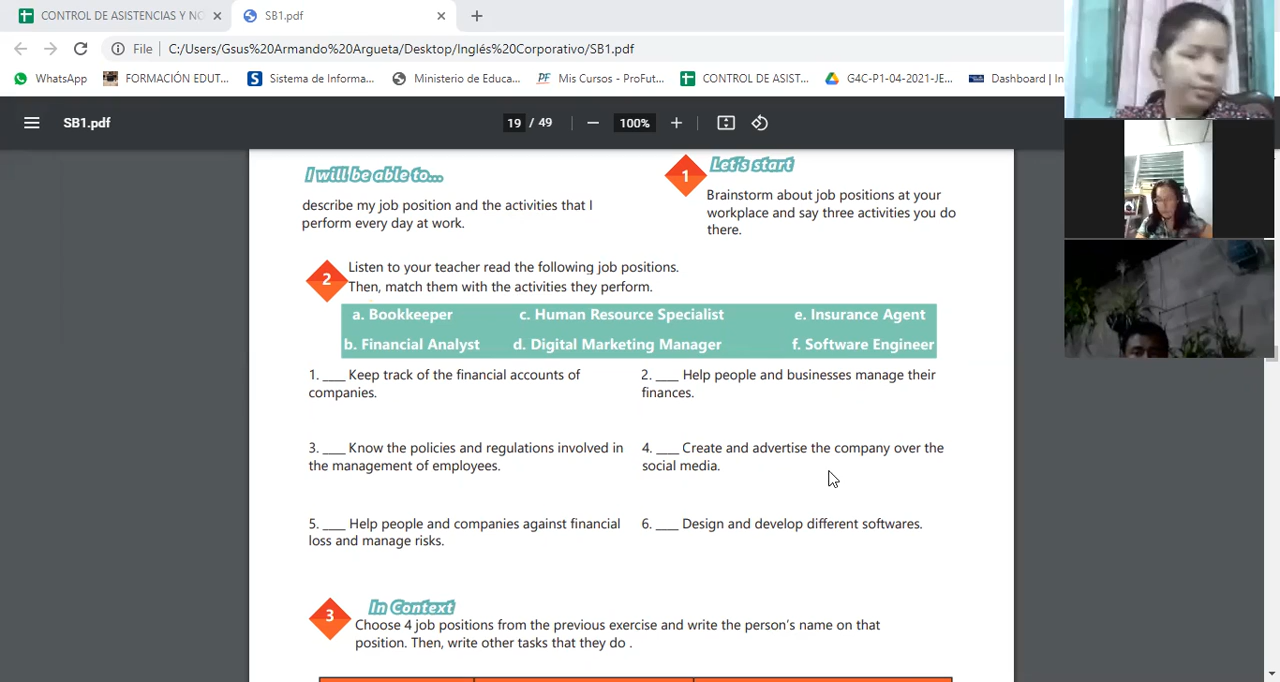 CONTROL DE ASISTENCIAS Y NO
SB1.pdf
File
C:/Users/Gsus%20Armando%20Argueta/Desktop/Inglés%20Corporativo/SB1.pdf
WhatsApp
FORMACIÓN EDUT...
Sistema de Informa...
Ministerio de Educa...
Mis Cursos - ProFut...
CONTROL DE ASIST...
G4C-P1-04-2021-JE...
Dashboard | In
SB1.pdf
19 / 49
100%
I will be able to...
describe my job position and the activities that I
perform every day at work.
1
Let's start
Brainstorm about job positions at your
workplace and say three activities you do
there.
2
Listen to your teacher read the following job positions.
Then, match them with the activities they perform.
a. Bookkeeper c. Human Resource Specialist e. Insurance Agent
b. Financial Analyst d. Digital Marketing Manager f. Software Engineer
1. ___ Keep track of the financial accounts of
companies.
2. ___ Help people and businesses manage their
finances.
3. ___ Know the policies and regulations involved in
the management of employees.
4. ___ Create and advertise the company over the
social media.
5. ___ Help people and companies against financial
loss and manage risks.
6. ___ Design and develop different softwares.
3
In Context
Choose 4 job positions from the previous exercise and write the person's name on that
position. Then, write other tasks that they do .